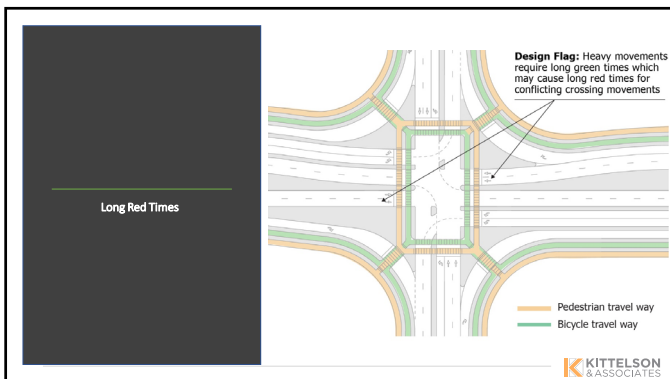 Long Red Times
Design Flag: Heavy movements
require long green times which
may cause long red times for
conflicting crossing movements
Pedestrian travel way
Bicycle travel way
KITTELSON
& ASSOCIATES